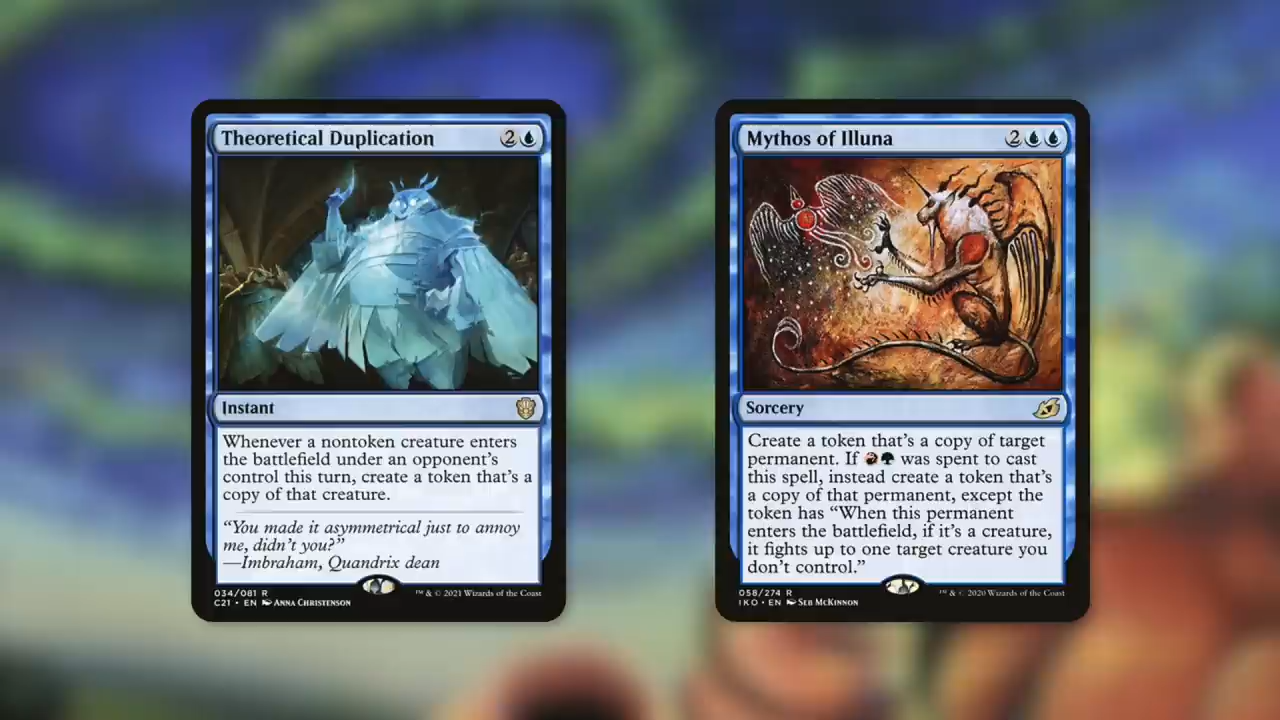 Theoretical Duplication 2
Instant
Whenever a nontoken creature enters
the battlefield under an opponent's
control this turn, create a token that's a
copy of that creature.
“You made it asymmetrical just to annoy
me, didn't you?”
—Imbraham, Quandrix dean
034/081 R
C21 • EN Anna Christenson
™ & © 2021 Wizards of the Coast
Mythos of Illuna 2
Sorcery
Create a token that's a copy of target
permanent. If was spent to cast
this spell, instead create a token that's
a copy of that permanent, except the
token has “When this permanent
enters the battlefield, if it's a creature,
it fights up to one target creature you
don't control.”
058/274 R
IKO • EN Seb McKinnon
™ & © 2020 Wizards of the Coast